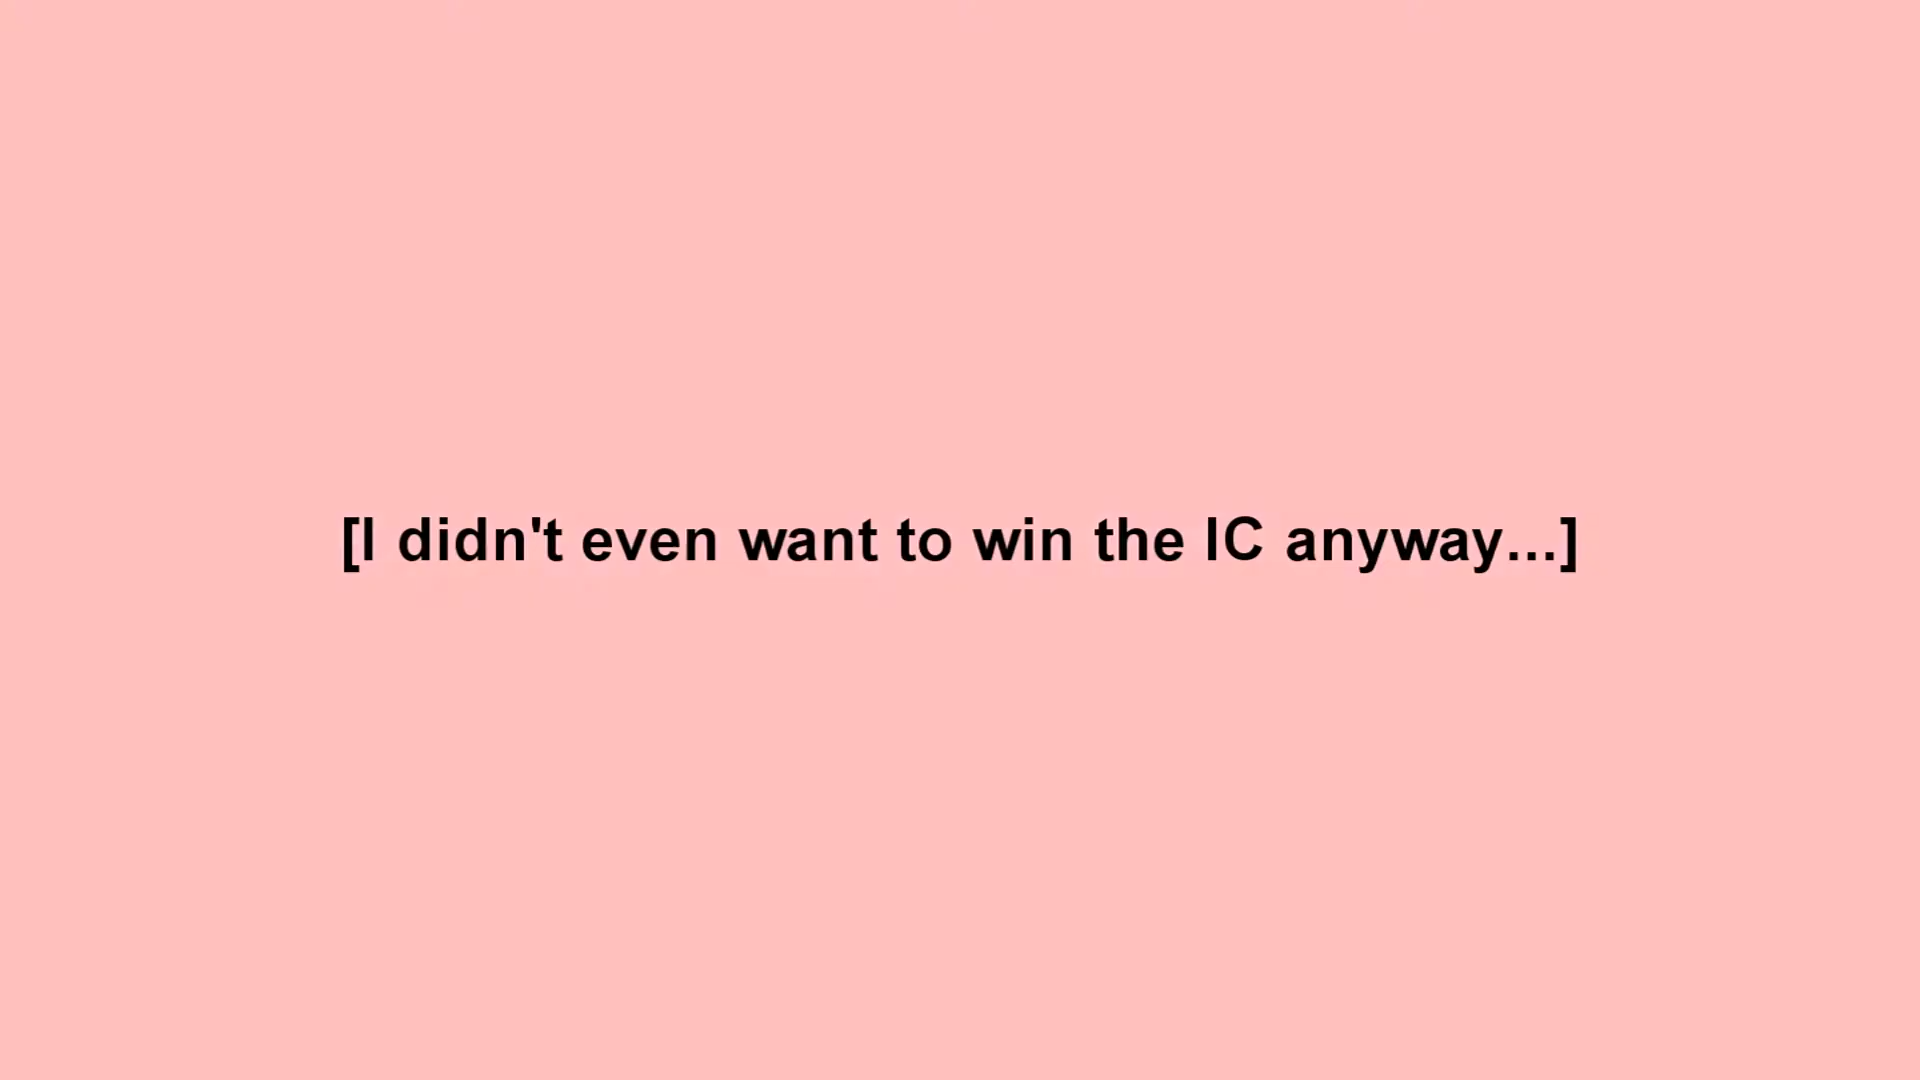 [I didn't even want to win the IC anyway...]